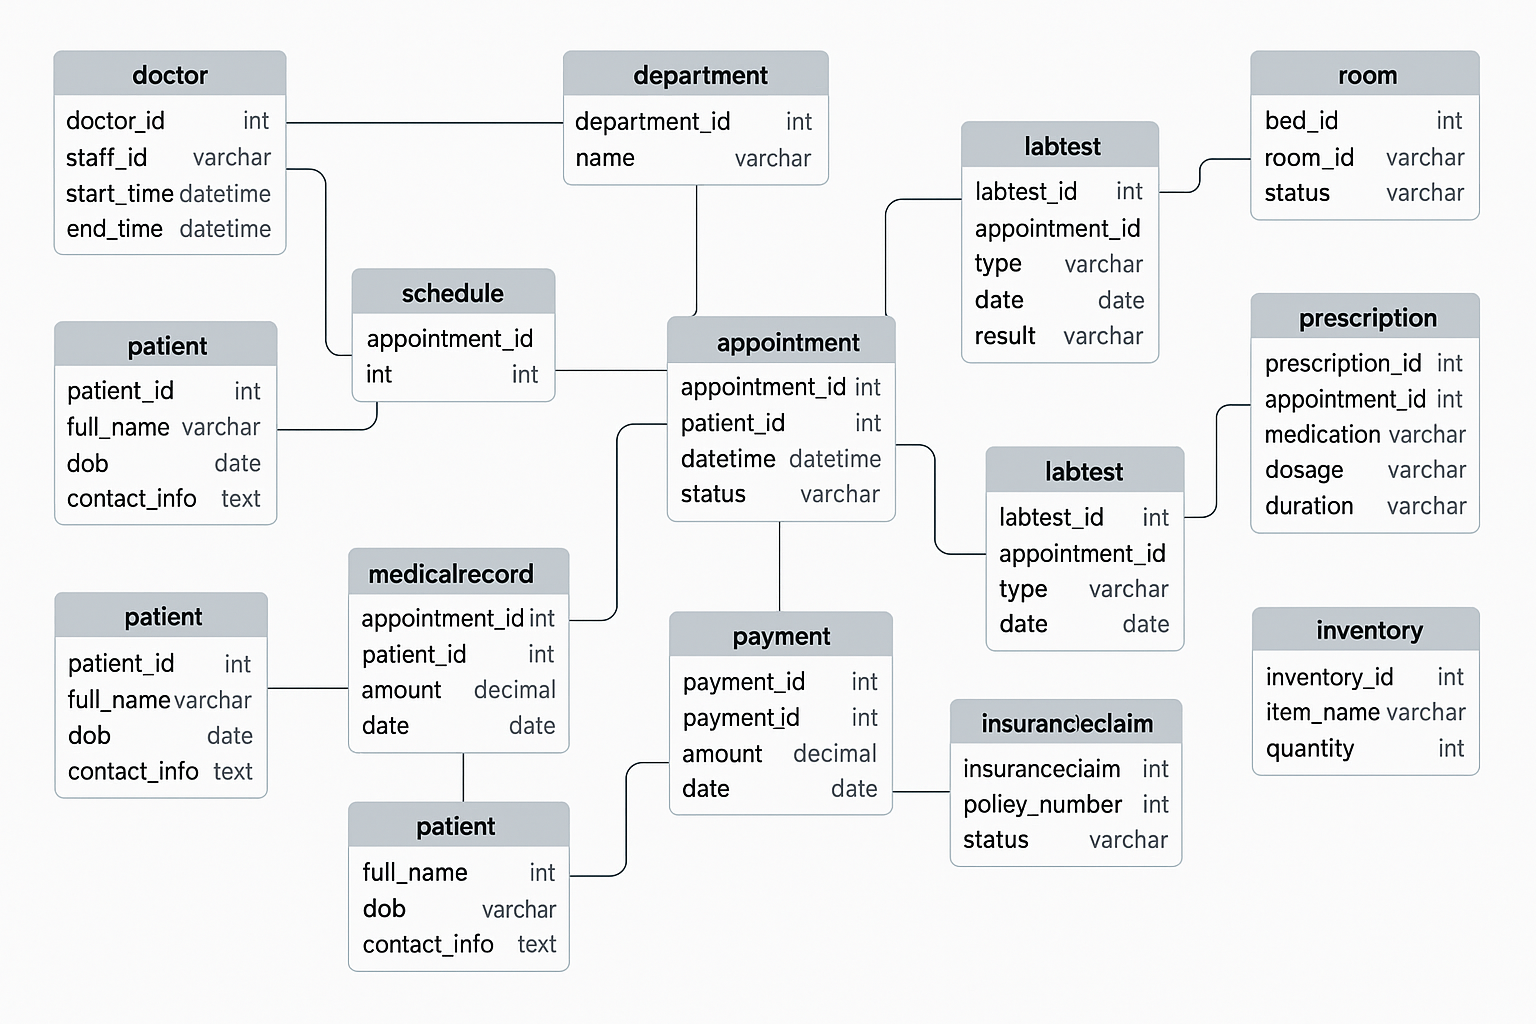 doctor
doctor_id int
staff_id varchar
start_time datetime
end_time datetime
department
department_id int
name varchar
labtest
labtest_id int
appointment_id
type varchar
date date
result varchar
room
bed_id int
room_id varchar
status varchar
schedule
appointment_id
int int
patient
patient_id int
full_name varchar
dob date
contact_info text
appointment
appointment_id int
patient_id int
datetime datetime
status varchar
prescription
prescription_id int
appointment_id int
medication varchar
dosage varchar
duration varchar
labtest
labtest_id int
appointment_id
type varchar
date date
medicalrecord
appointment_id int
patient_id int
amount decimal
date date
patient
patient_id int
full_name varchar
dob date
contact_info text
payment
payment_id int
payment_id int
amount decimal
date date
inventory
inventory_id int
item_name varchar
quantity int
insuranceclaim
insuranceciaim int
poliey_number int
status varchar
patient
full_name int
dob varchar
contact_info text